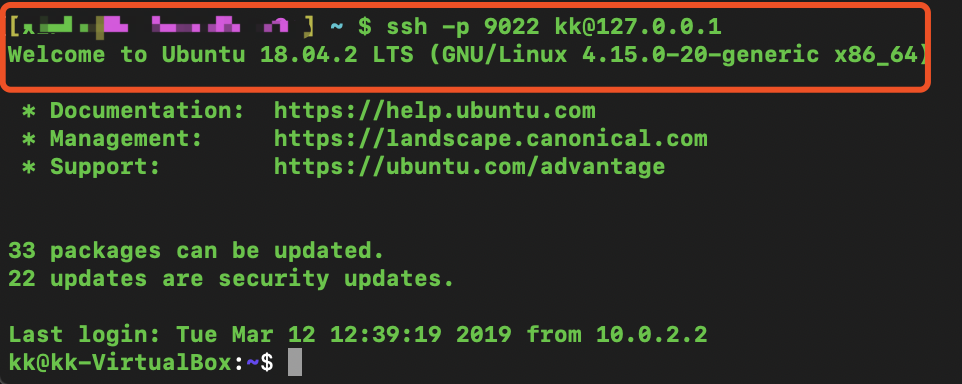 [ ] ~ $ ssh -p 9022 kk@127.0.0.1
Welcome to Ubuntu 18.04.2 LTS (GNU/Linux 4.15.0-20-generic x86_64)
* Documentation: https://help.ubuntu.com
* Management: https://landscape.canonical.com
* Support: https://ubuntu.com/advantage
33 packages can be updated.
22 updates are security updates.
Last login: Tue Mar 12 12:39:19 2019 from 10.0.2.2
kk@kk-VirtualBox:~$